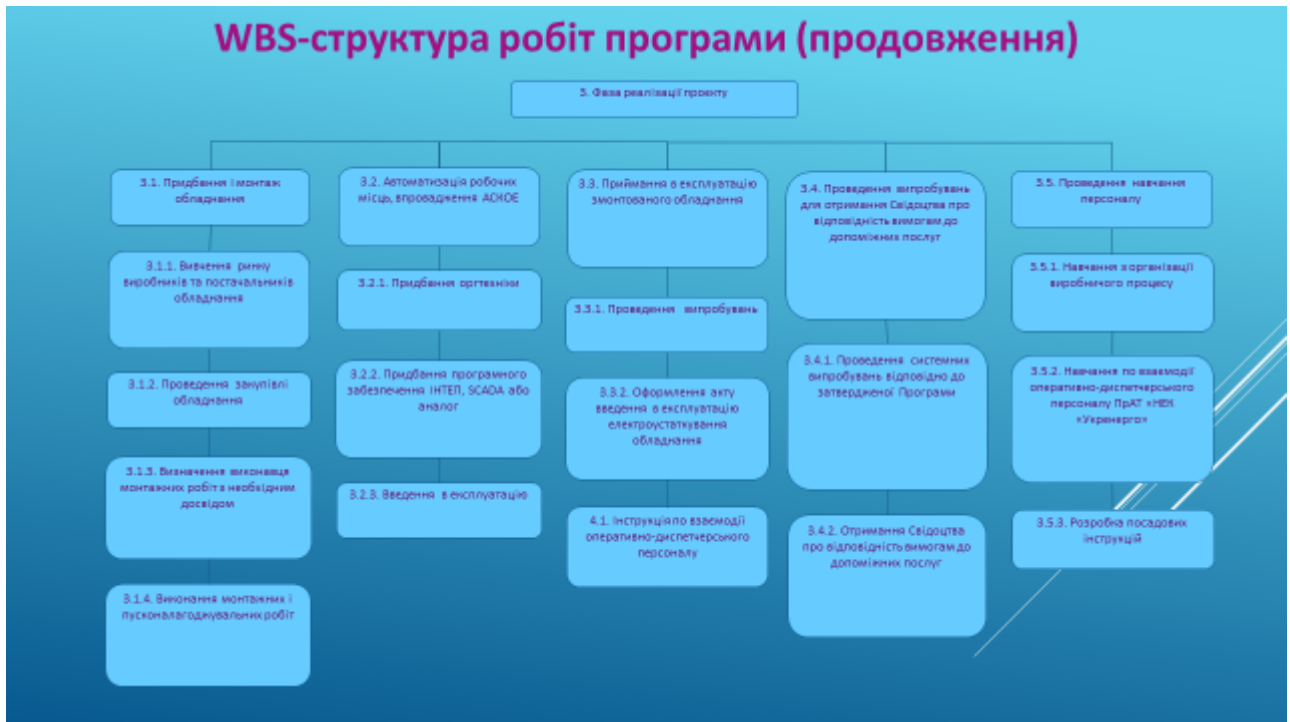 WBS-структура робіт програми (продовження)
3. Фаза реалізації проекту
3.1. Придбання і монтаж
обладнання
3.1.1. Вивчення ринку
виробників та постачальників
обладнання
3.1.2. Проведення закупівлі
обладнання
3.1.3. Визначення виконавця
монтажних робіт з необхідним
досвідом
3.1.4. Виконання монтажних і
пусконалагоджувальних робіт
3.2. Автоматизація робочих
місць, впровадження АСКОЕ
3.2.1. Придбання оргтехніки
3.2.2. Придбання програмного
забезпечення ІНТЕП, SCADA або
аналог
3.2.3. Введення в експлуатацію
3.3. Приймання в експлуатацію
змонтованого обладнання
3.3.1. Проведення випробувань
3.3.2. Оформлення акту
введення в експлуатацію
електроустаткування
обладнання
4.1. Інструкція по взаємодії
оперативно-диспетчерського
персоналу
3.4. Проведення випробувань
для отримання Свідоцтва про
відповідність вимогам до
допоміжних послуг
3.4.1. Проведення системних
випробувань відповідно до
затвердженої Програми
3.4.2. Отримання Свідоцтва
про відповідність вимогам до
допоміжних послуг
3.5. Проведення навчання
персоналу
3.5.1. Навчання з організації
виробничого процесу
3.5.2. Навчання по взаємодії
оперативно-диспетчерського
персоналу ПрАТ «НЕК
«Укренерго»
3.5.3. Розробка посадових
інструкцій